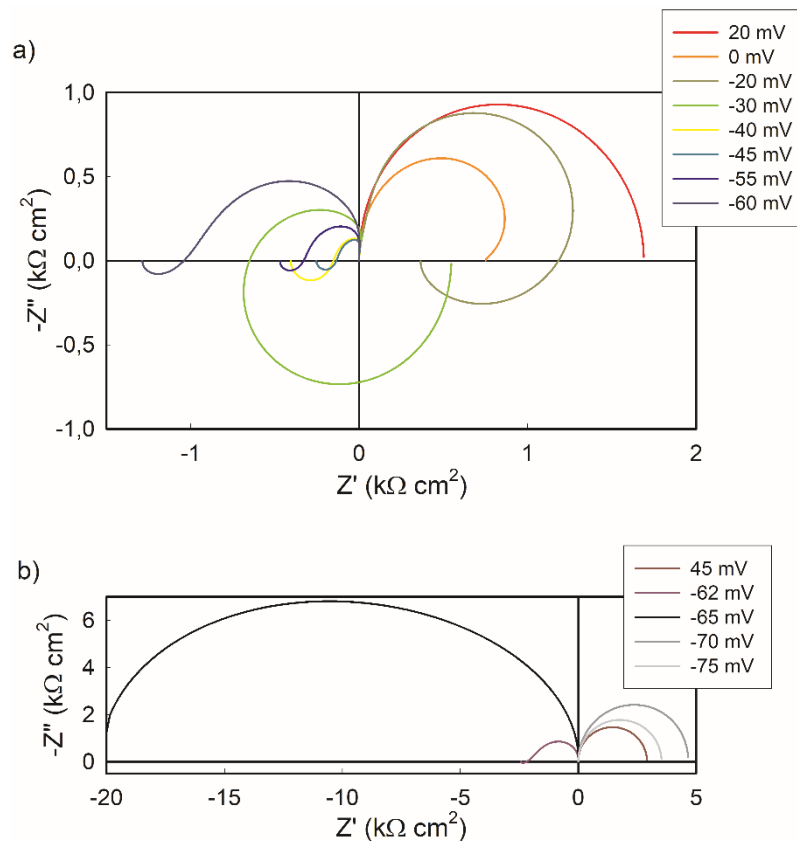 a)
20 mV
0 mV
-20 mV
-30 mV
-40 mV
-45 mV
-55 mV
-60 mV
1,0
0,5
0,0
-0,5
-1,0
-Z" (kΩ cm²)
-1 0 1 2
Z' (kΩ cm²)
b)
45 mV
-62 mV
-65 mV
-70 mV
-75 mV
6
4
2
0
-Z" (kΩ cm²)
-20 -15 -10 -5 0 5
Z' (kΩ cm²)